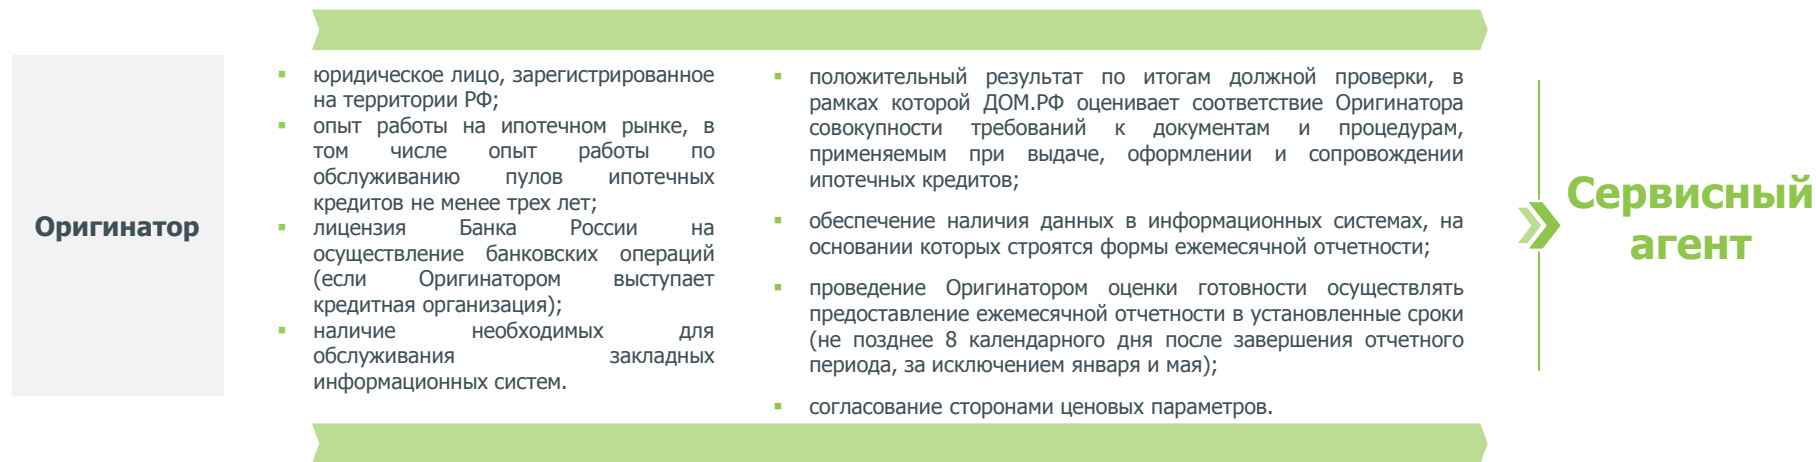 Оригинатор
юридическое лицо, зарегистрированное
на территории РФ;
опыт работы на ипотечном рынке, в
том числе опыт работы по
обслуживанию пулов ипотечных
кредитов не менее трех лет;
лицензия Банка России на
осуществление банковских операций
(если Оригинатором выступает
кредитная организация);
наличие необходимых для
обслуживания закладных
информационных систем.
положительный результат по итогам должной проверки, в
рамках которой ДОМ.РФ оценивает соответствие Оригинатора
совокупности требований к документам и процедурам,
применяемым при выдаче, оформлении и сопровождении
ипотечных кредитов;
обеспечение наличия данных в информационных системах, на
основании которых строятся формы ежемесячной отчетности;
проведение Оригинатором оценки готовности осуществлять
предоставление ежемесячной отчетности в установленные сроки
(не позднее 8 календарного дня после завершения отчетного
периода, за исключением января и мая);
согласование сторонами ценовых параметров.
Сервисный
агент